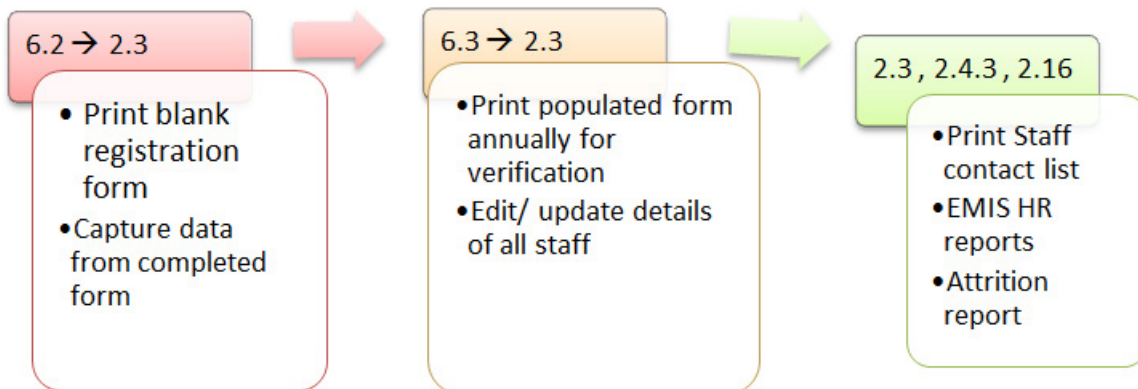 6.2 → 2.3
• Print blank
registration
form
•Capture data
from completed
form
6.3 → 2.3
•Print populated form
annually for
verification
•Edit/ update details
of all staff
2.3 , 2.4.3 , 2.16
•Print Staff
contact list
•EMIS HR
reports
•Attrition
report